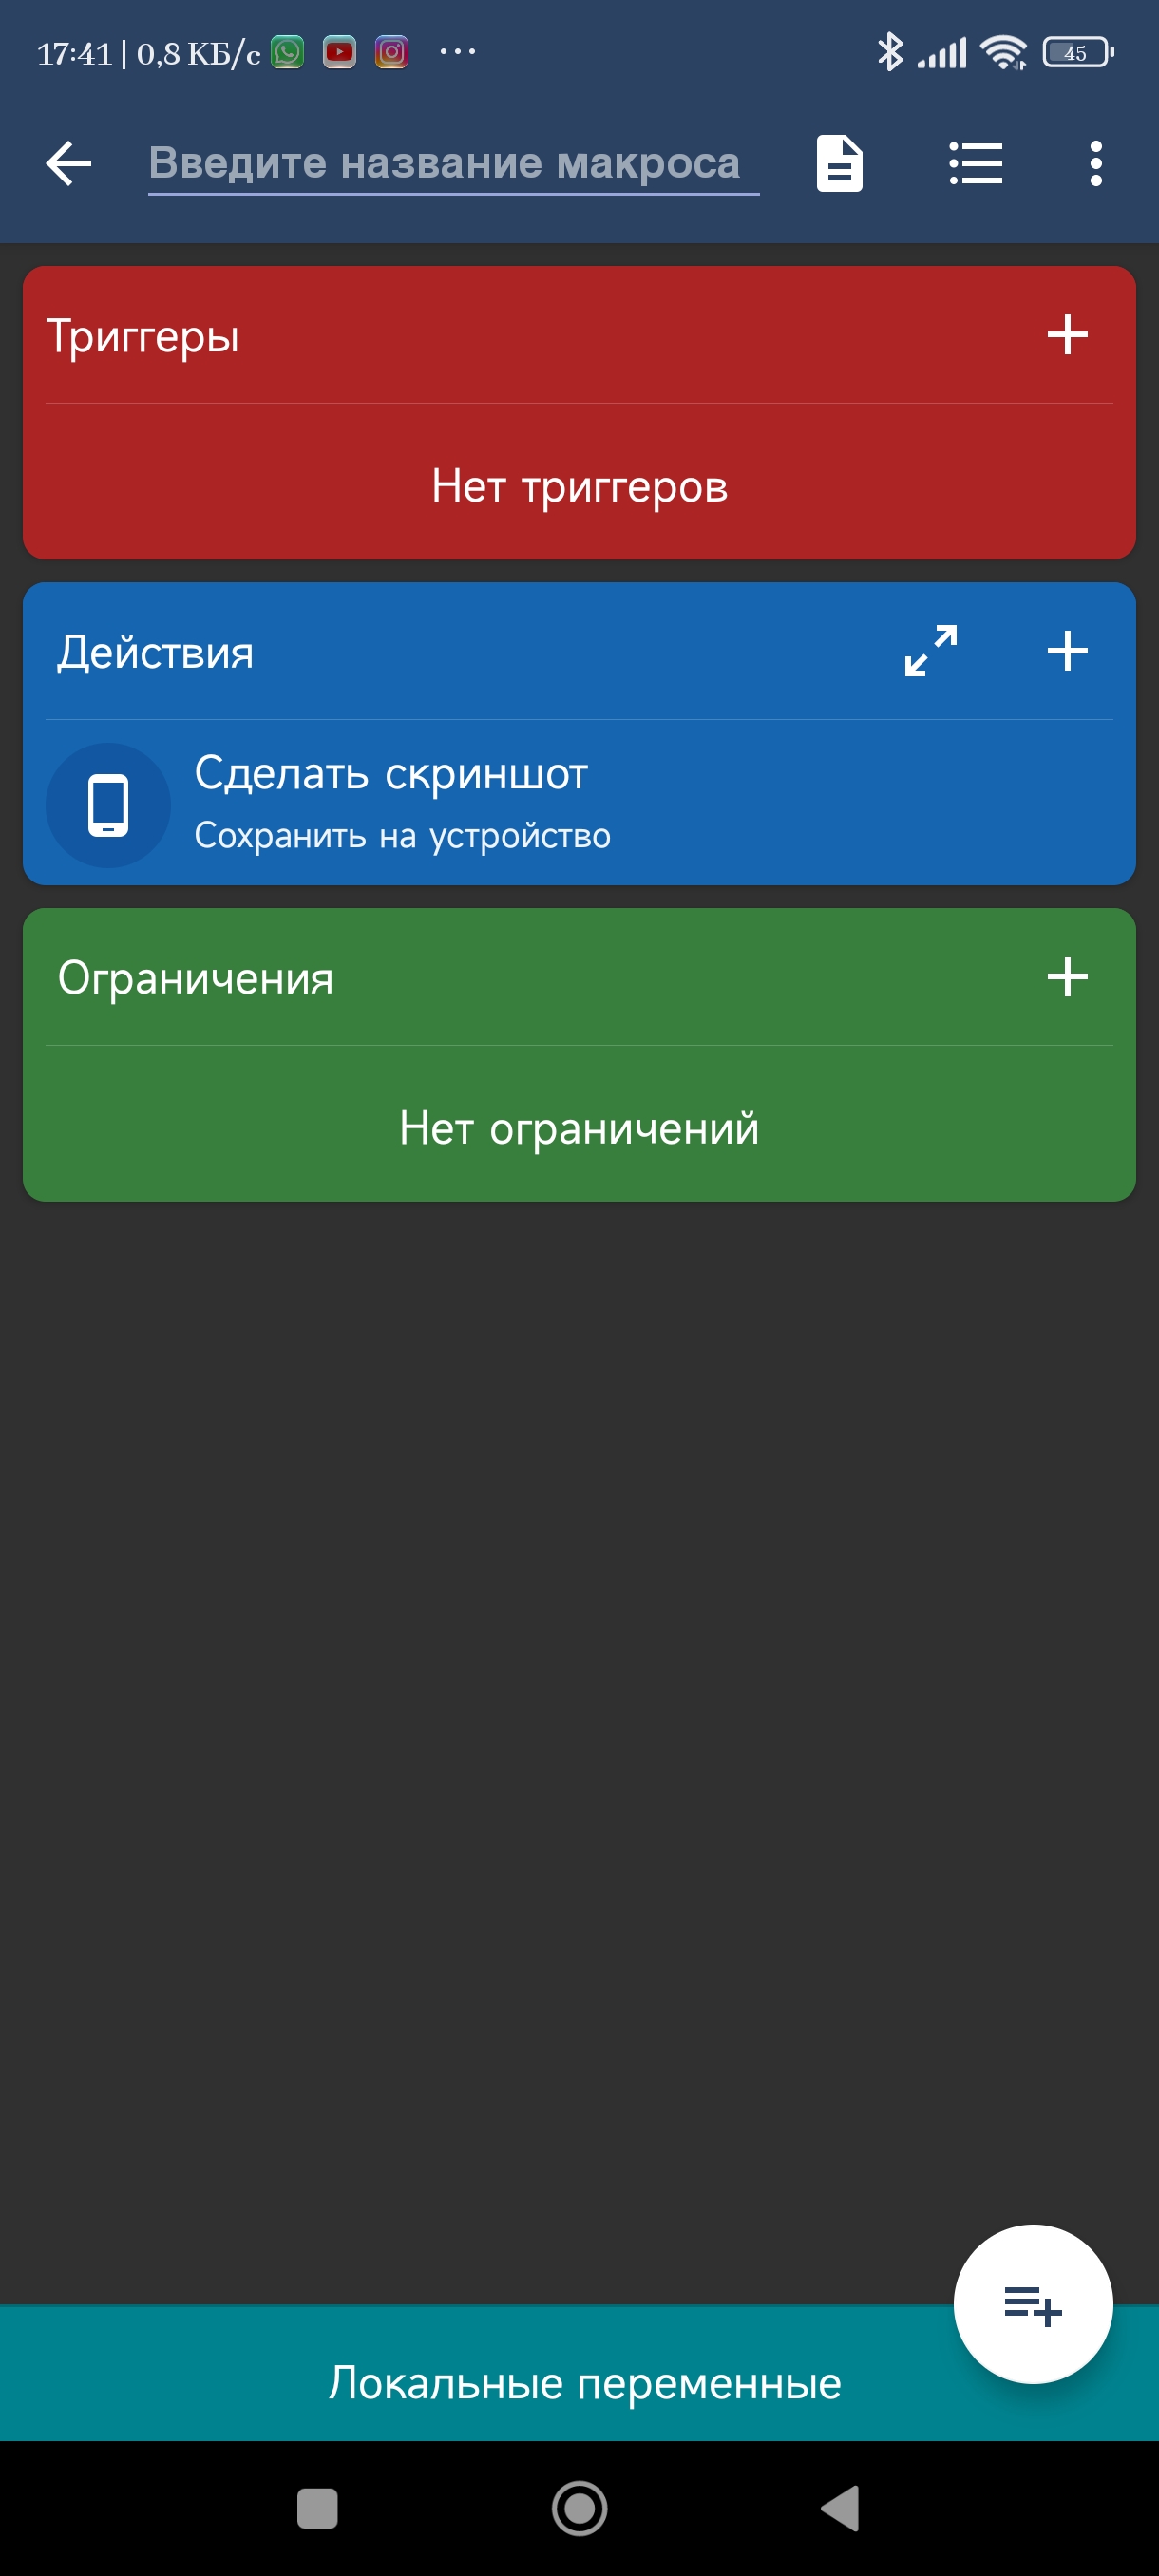 17:41 | 0,8 КБ/с
45
Введите название макроса
Триггеры
Нет триггеров
Действия
Сделать скриншот
Сохранить на устройство
Ограничения
Нет ограничений
Локальные переменные